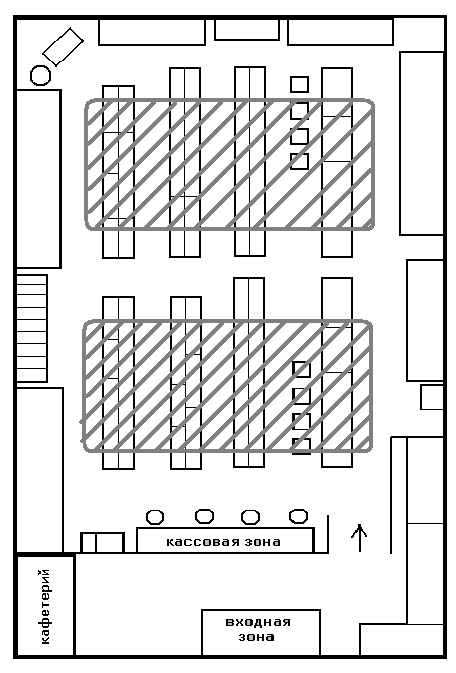 кассовая зона
кафетерий
входная
зона